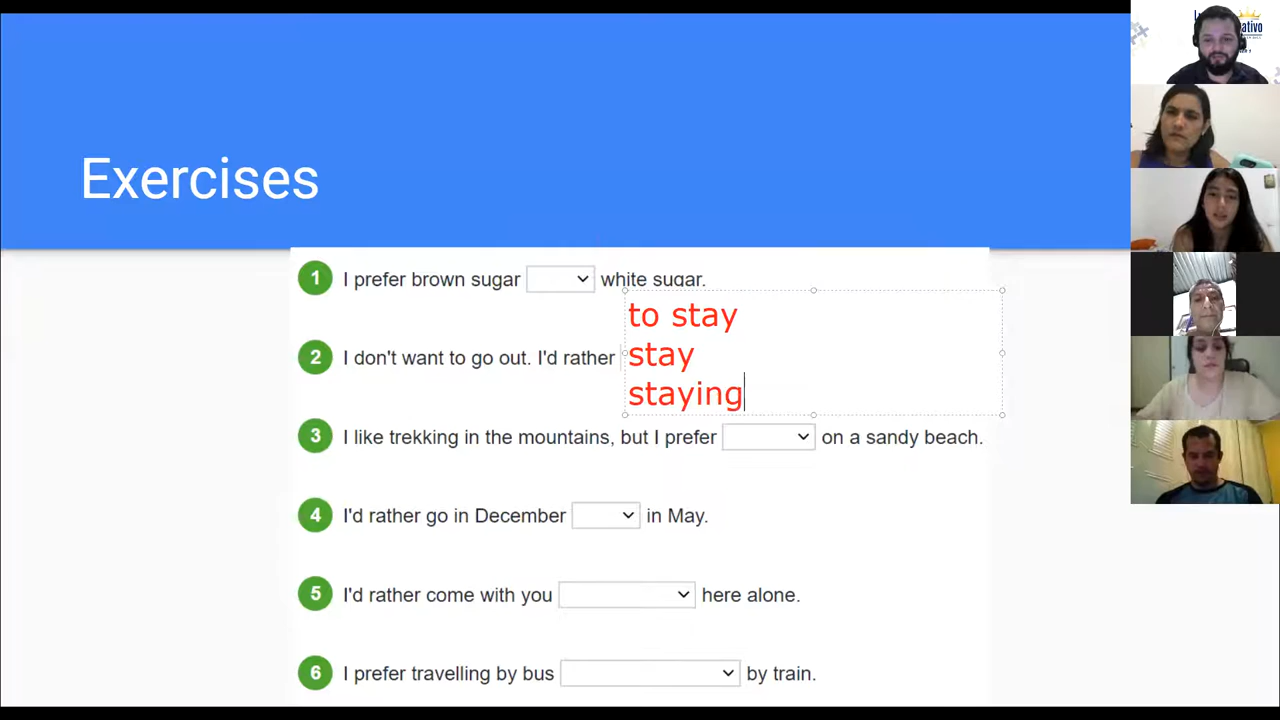 Exercises
1 I prefer brown sugar white sugar.
to stay
2 I don't want to go out. I'd rather stay
staying
3 I like trekking in the mountains, but I prefer on a sandy beach.
4 I'd rather go in December in May.
5 I'd rather come with you here alone.
6 I prefer travelling by bus by train.